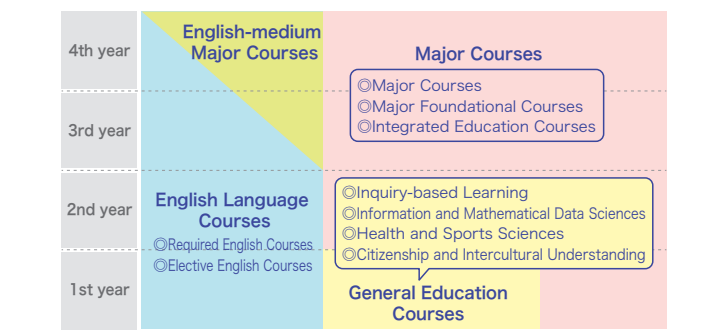 4th year
3rd year
2nd year
1st year
English-medium
Major Courses
English Language
Courses
◎Required English Courses
◎Elective English Courses
Major Courses
◎Major Courses
◎Major Foundational Courses
◎Integrated Education Courses
◎Inquiry-based Learning
◎Information and Mathematical Data Sciences
◎Health and Sports Sciences
◎Citizenship and Intercultural Understanding
General Education
Courses